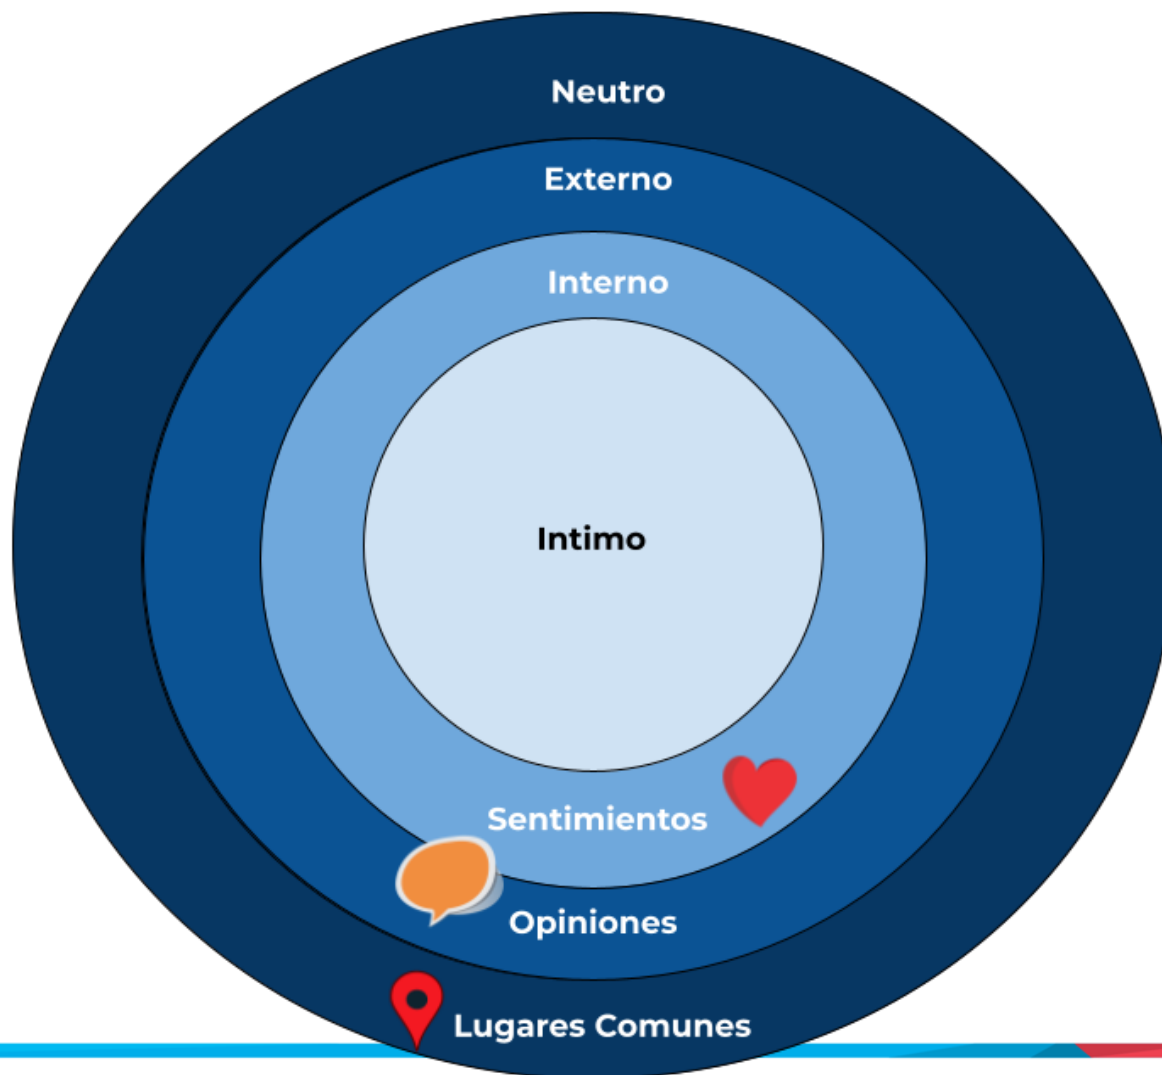 Neutro
Externo
Interno
Intimo
Sentimientos
Opiniones
Lugares Comunes